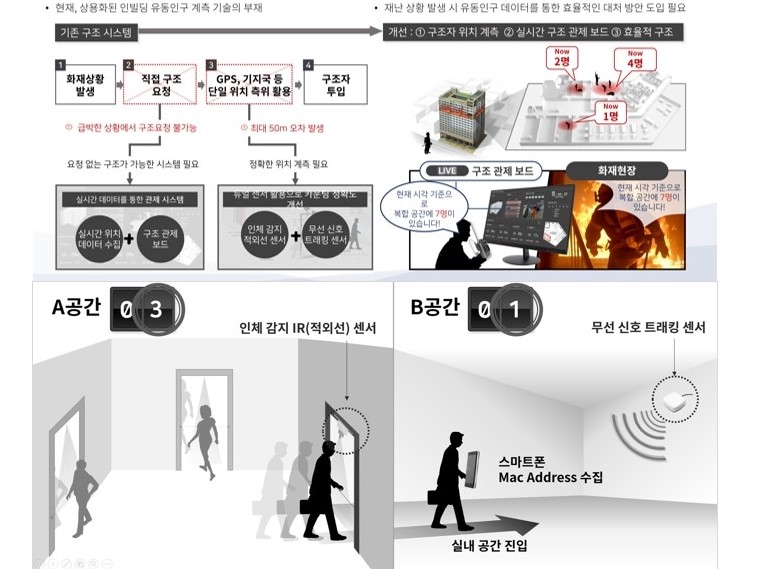 • 현재, 상용화된 인빌딩 유동인구 계측 기술의 부재
• 재난 상황 발생 시 유동인구 데이터를 통한 효율적인 대처 방안 도입 필요
기존 구조 시스템
개선 : ① 구조자 위치 계측 ② 실시간 구조 관제 보드 ③ 효율적 구조
1
화재상황
발생
2
직접 구조
요청
3
GPS, 기지국 등
단일 위치 측위 활용
4
구조자
투입
① 급박한 상황에서 구조요청 불가능
① 최대 50m 오차 발생
요청 없는 구조가 가능한 시스템 필요
정확한 위치 계측 필요
실시간 데이터를 통한 관제 시스템
실시간 위치
데이터 수집
+
구조 관제
보드
듀얼 센서 활용으로 카운팅 정확도
개선
인체 감지
적외선 센서
+
무선 신호
트래킹 센서
Now
2명
Now
4명
Now
1명
LIVE 구조 관제 보드
화재현장
현재 시각 기준으
로
복합 공간에 7명이
있습니다!
현재 시각 기준으
로
복합 공간에 7명이
있습니다!
A공간
0 3
인체 감지 IR(적외선) 센서
B공간
0 1
무선 신호 트래킹 센서
스마트폰
Mac Address 수집
실내 공간 진입